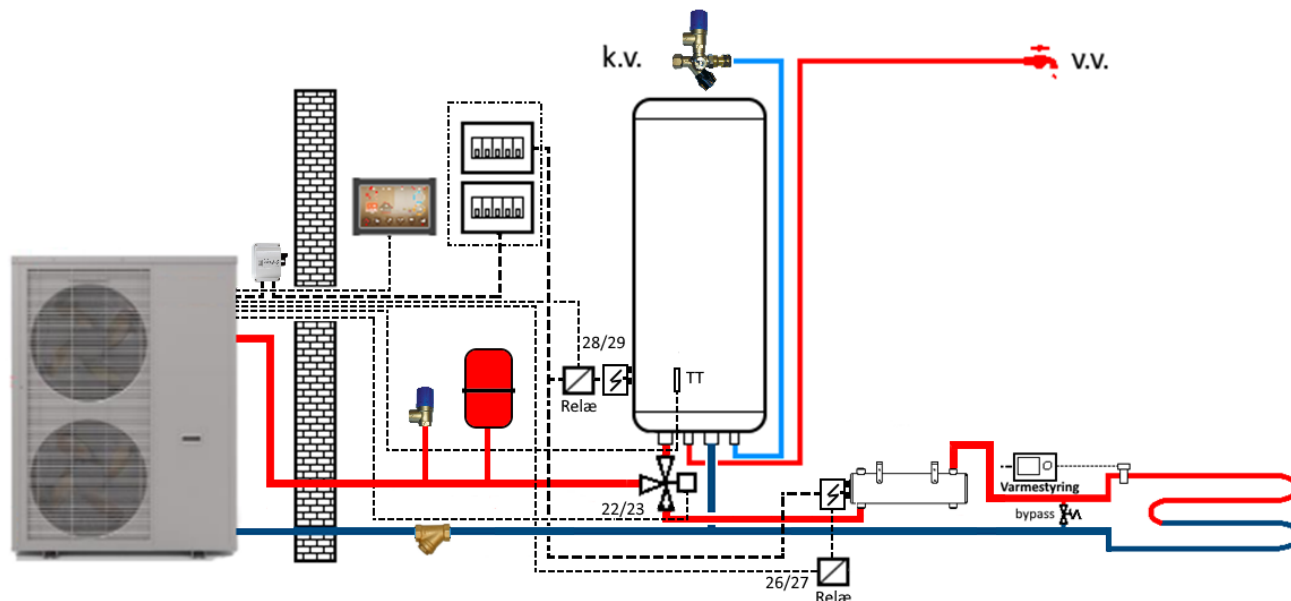 k.v.
v.v.
28/29
TT
Relæ
22/23
Varmestyring
bypass
26/27
Relæ